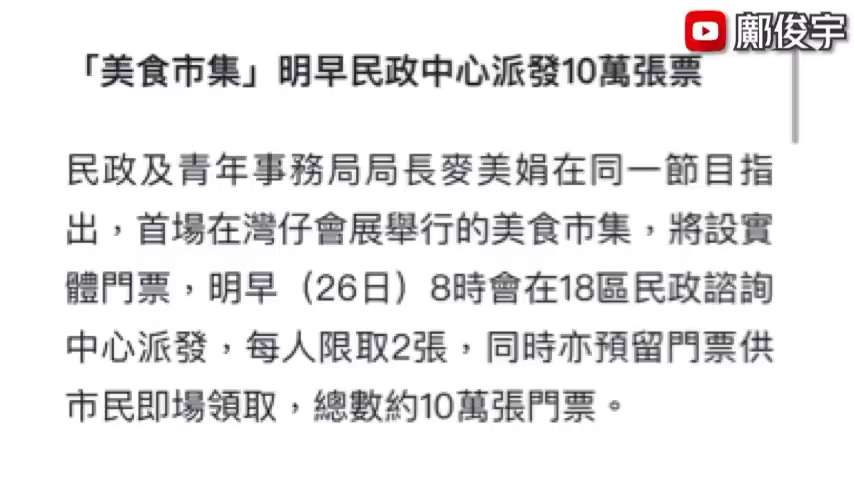 鄺俊宇
「美食市集」明早民政中心派發10萬張票
民政及青年事務局局長麥美娟在同一節目指
出，首場在灣仔會展舉行的美食市集，將設實
體門票，明早（26日）8時會在18區民政諮詢
中心派發，每人限取2張，同時亦預留門票供
市民即場領取，總數約10萬張門票。